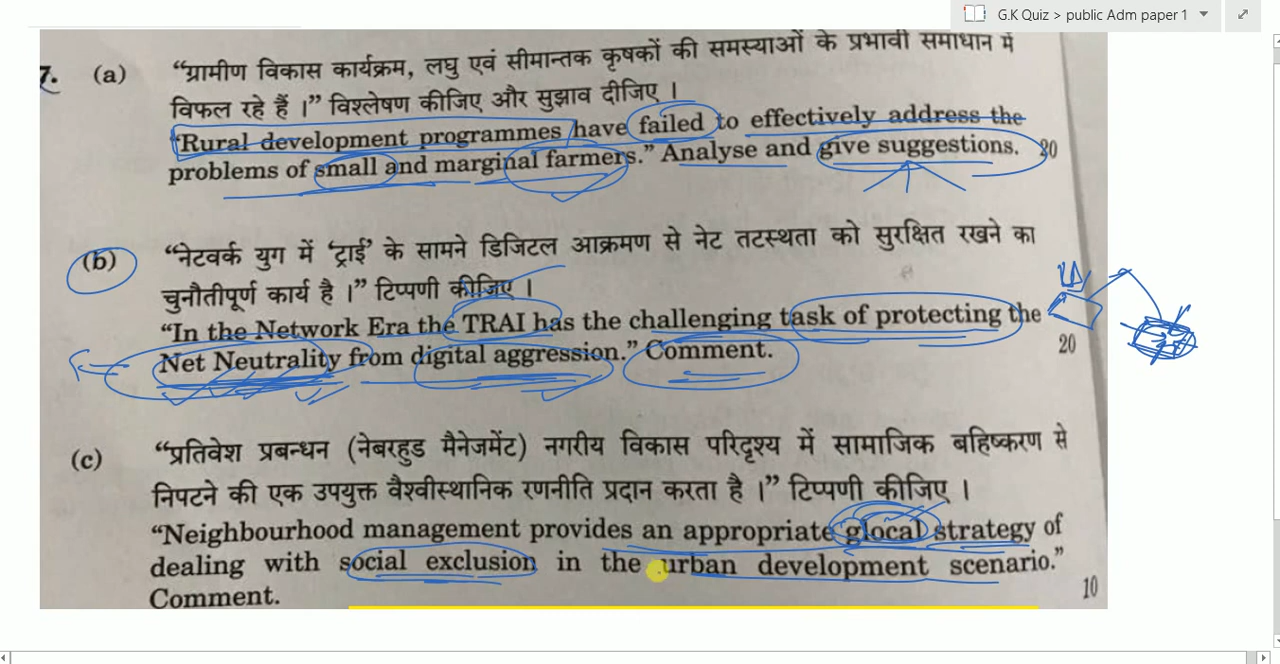 G.K Quiz > public Adm paper 1
7. (a) “ग्रामीण विकास कार्यक्रम, लघु एवं सीमान्तक कृषकों की समस्याओं के प्रभावी समाधान में
विफल रहे हैं ।” विश्लेषण कीजिए और सुझाव दीजिए ।
“Rural development programmes have failed to effectively address the
problems of small and marginal farmers.” Analyse and give suggestions. 20
(b) “नेटवर्क युग में ‘ट्राई’ के सामने डिजिटल आक्रमण से नेट तटस्थता को सुरक्षित रखने का
चुनौतीपूर्ण कार्य है ।” टिप्पणी कीजिए ।
“In the Network Era the TRAI has the challenging task of protecting the
Net Neutrality from digital aggression.” Comment. 20
(c) “प्रतिवेश प्रबन्धन (नेबरहुड मैनेजमेंट) नगरीय विकास परिदृश्य में सामाजिक बहिष्करण से
निपटने की एक उपयुक्त वैश्वीस्थानिक रणनीति प्रदान करता है ।” टिप्पणी कीजिए ।
“Neighbourhood management provides an appropriate glocal strategy of
dealing with social exclusion in the urban development scenario.”
Comment. 10